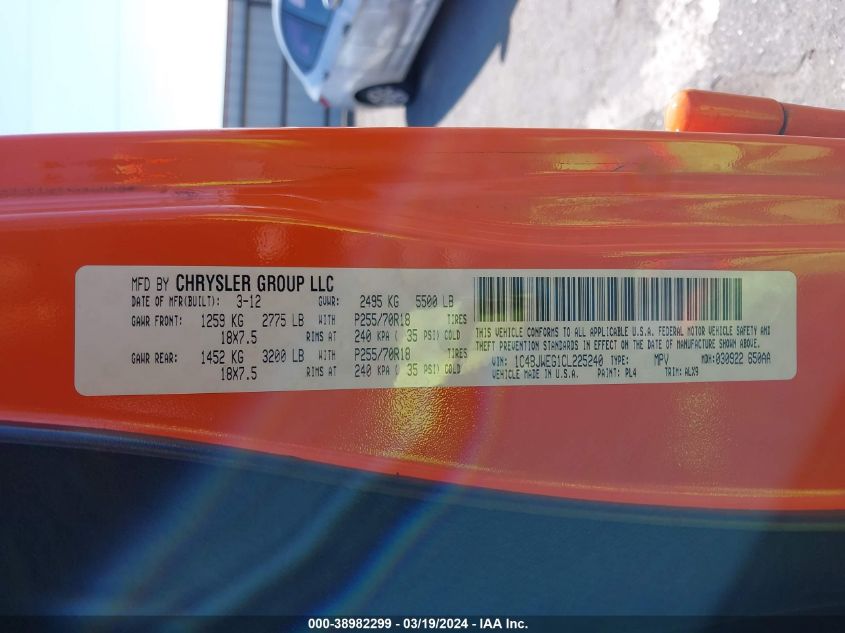 MFD BY CHRYSLER GROUP LLC
DATE OF MFR(BUILT): 3-12 GVWR: 2495 KG 5500 LB
GAWR FRONT: 1259 KG 2775 LB WITH P255/70R18 TIRES
18X7.5 RIMS AT 240 KPA ( 35 PSI) COLD
GAWR REAR: 1452 KG 3200 LB WITH P255/70R18 TIRES
18X7.5 RIMS AT 240 KPA ( 35 PSI) COLD
THIS VEHICLE CONFORMS TO ALL APPLICABLE U.S.A. FEDERAL MOTOR VEHICLE SAFETY AND
THEFT PREVENTION STANDARDS IN EFFECT ON THE DATE OF MANUFACTURE SHOWN ABOVE.
VIN: 1C4BJWEG1CL225240 TYPE: MPV MDH: 030922 650AA
VEHICLE MADE IN U.S.A. PAINT: PL4 TRIM: ALX9
000-38982299 - 03/19/2024 - IAA Inc.